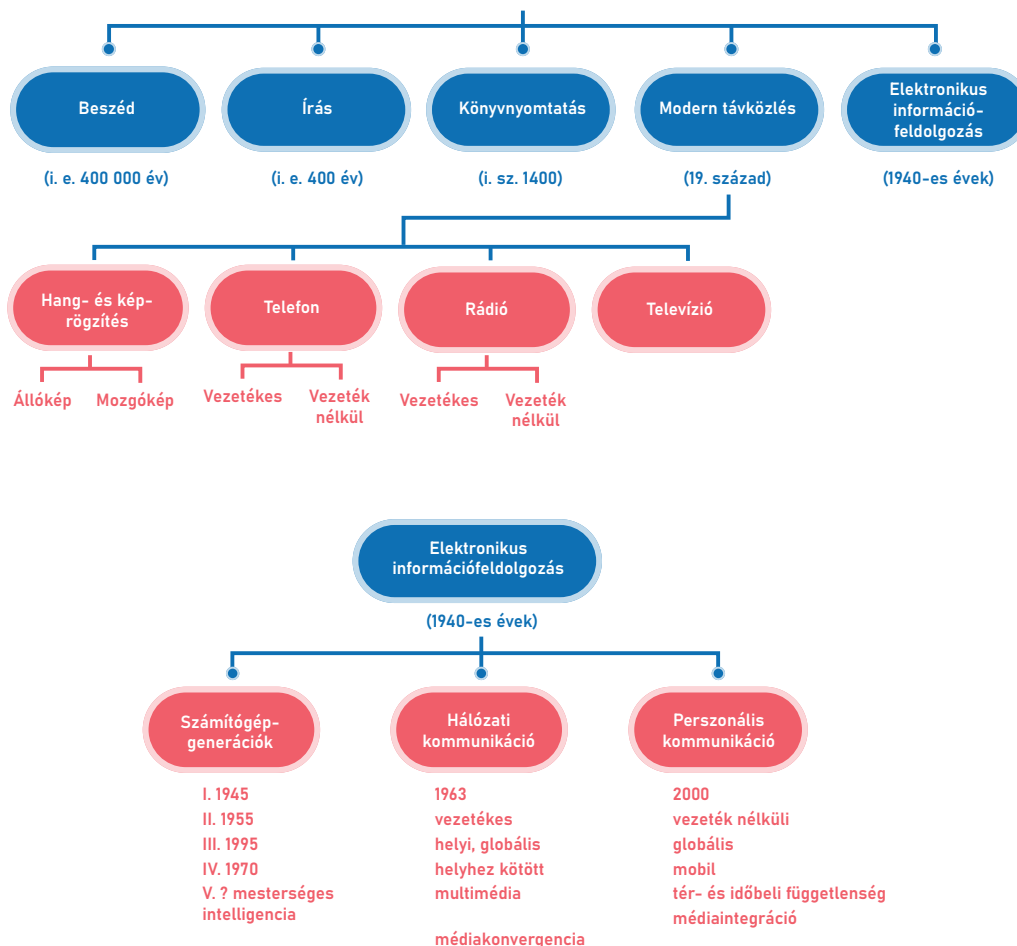 Beszéd
Írás
Könyvnyomtatás
Modern távközlés
Elektronikus
információ-
feldolgozás
(i. e. 400 000 év)
(i. e. 400 év)
(i. sz. 1400)
(19. század)
(1940-es évek)
Hang- és kép-
rögzítés
Telefon
Rádió
Televízió
Állókép
Mozgókép
Vezetékes
Vezeték
nélkül
Vezetékes
Vezeték
nélkül
Elektronikus
információfeldolgozás
(1940-es évek)
Számítógép-
generációk
I. 1945
II. 1955
III. 1995
IV. 1970
V. ? mesterséges
intelligencia
Hálózati
kommunikáció
1963
vezetékes
helyi, globális
helyhez kötött
multimédia
médiakonvergencia
Perszonális
kommunikáció
2000
vezeték nélküli
globális
mobil
tér- és időbeli függetlenség
médiaintegráció